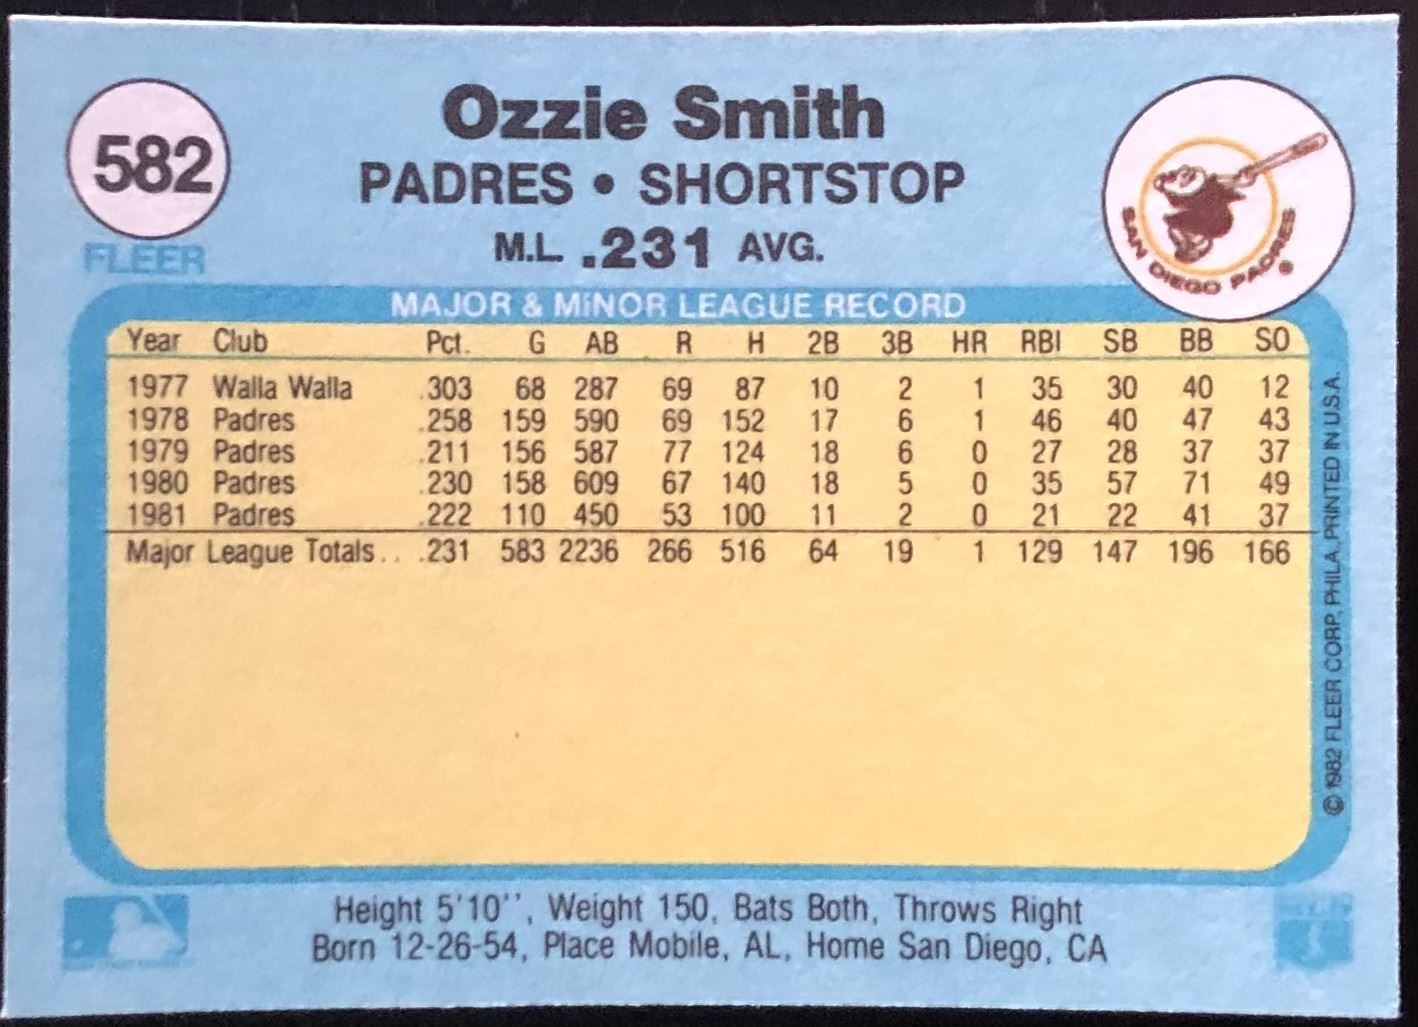 582
FLEER
Ozzie Smith
PADRES • SHORTSTOP
M.L. .231 AVG.
SAN DIEGO PADRES ®
MAJOR & MiNOR LEAGUE RECORD
Year Club Pct. G AB R H 2B 3B HR RBI SB BB SO
1977 Walla Walla .303 68 287 69 87 10 2 1 35 30 40 12
1978 Padres .258 159 590 69 152 17 6 1 46 40 47 43
1979 Padres .211 156 587 77 124 18 6 0 27 28 37 37
1980 Padres .230 158 609 67 140 18 5 0 35 57 71 49
1981 Padres .222 110 450 53 100 11 2 0 21 22 41 37
Major League Totals .. .231 583 2236 266 516 64 19 1 129 147 196 166
© 1982 FLEER CORP., PHILA. PRINTED IN U.S.A.
Height 5'10'', Weight 150, Bats Both, Throws Right
Born 12-26-54, Place Mobile, AL, Home San Diego, CA